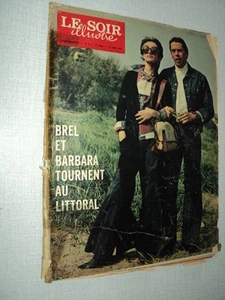 LE SOIR
illustré
BREL
ET
BARBARA
TOURNENT
AU
LITTORAL